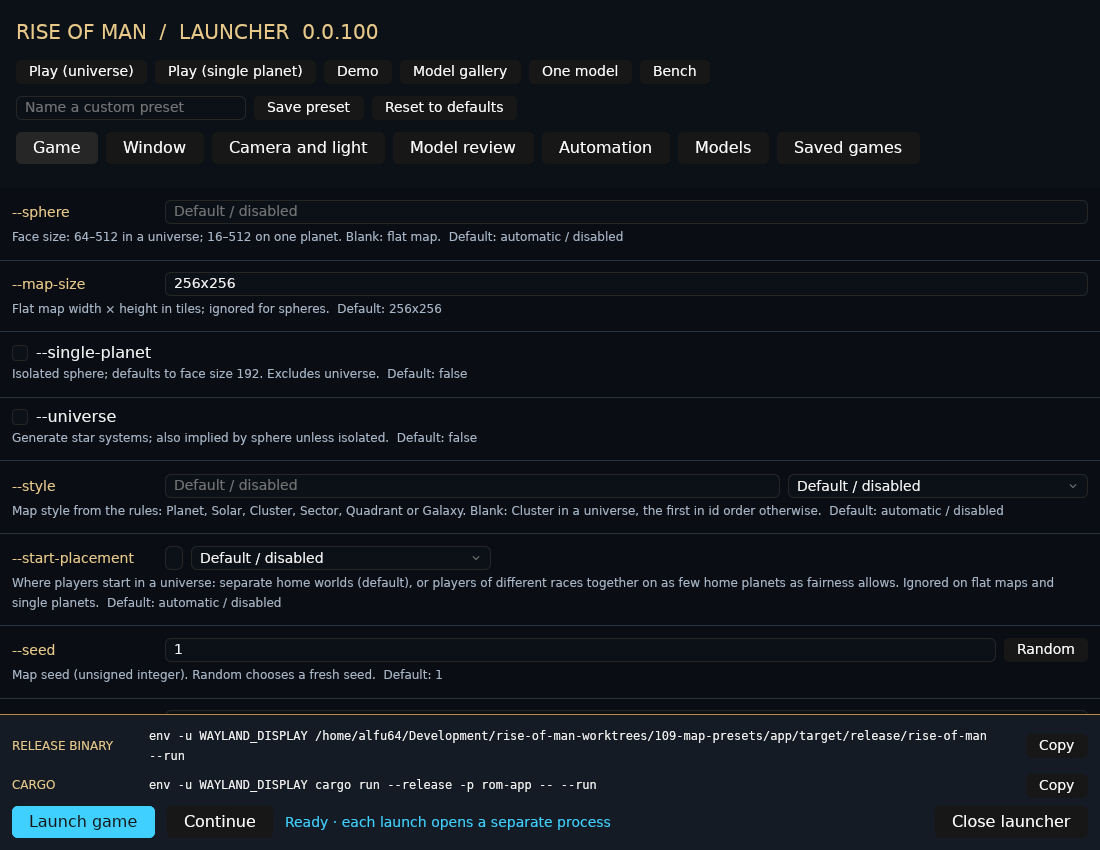 RISE OF MAN / LAUNCHER 0.0.100
Play (universe) Play (single planet) Demo Model gallery One model Bench
Name a custom preset Save preset Reset to defaults
Game Window Camera and light Model review Automation Models Saved games
--sphere Default / disabled
Face size: 64–512 in a universe; 16–512 on one planet. Blank: flat map. Default: automatic / disabled
--map-size 256x256
Flat map width × height in tiles; ignored for spheres. Default: 256x256
--single-planet
Isolated sphere; defaults to face size 192. Excludes universe. Default: false
--universe
Generate star systems; also implied by sphere unless isolated. Default: false
--style Default / disabled Default / disabled
Map style from the rules: Planet, Solar, Cluster, Sector, Quadrant or Galaxy. Blank: Cluster in a universe, the first in id order otherwise. Default: automatic / disabled
--start-placement Default / disabled
Where players start in a universe: separate home worlds (default), or players of different races together on as few home planets as fairness allows. Ignored on flat maps and
single planets. Default: automatic / disabled
--seed 1 Random
Map seed (unsigned integer). Random chooses a fresh seed. Default: 1
RELEASE BINARY env -u WAYLAND_DISPLAY /home/alfu64/Development/rise-of-man-worktrees/109-map-presets/app/target/release/rise-of-man
--run Copy
CARGO env -u WAYLAND_DISPLAY cargo run --release -p rom-app -- --run Copy
Launch game Continue Ready · each launch opens a separate process Close launcher